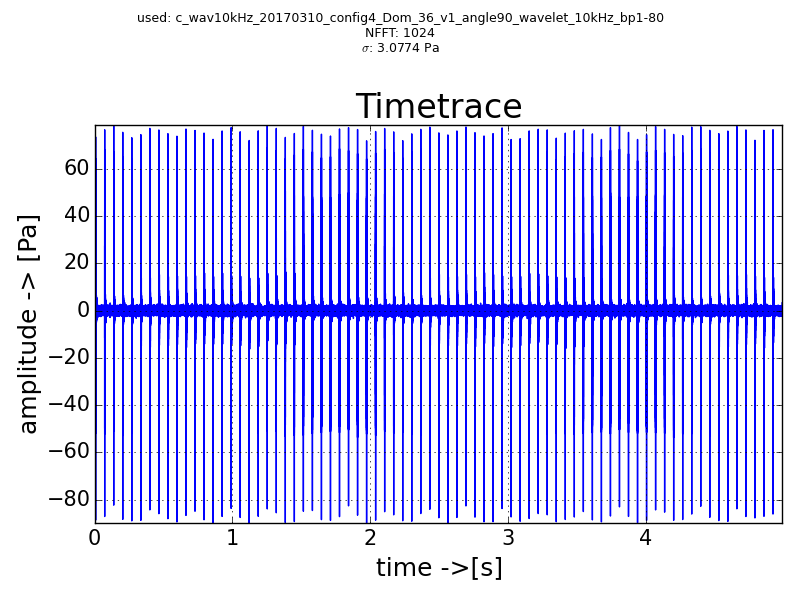 used: c_wav10kHz_20170310_config4_Dom_36_v1_angle90_wavelet_10kHz_bp1-80
NFFT: 1024
σ: 3.0774 Pa
Timetrace
amplitude -> [Pa]
60
40
20
0
−20
−40
−60
−80
0 1 2 3 4
time ->[s]